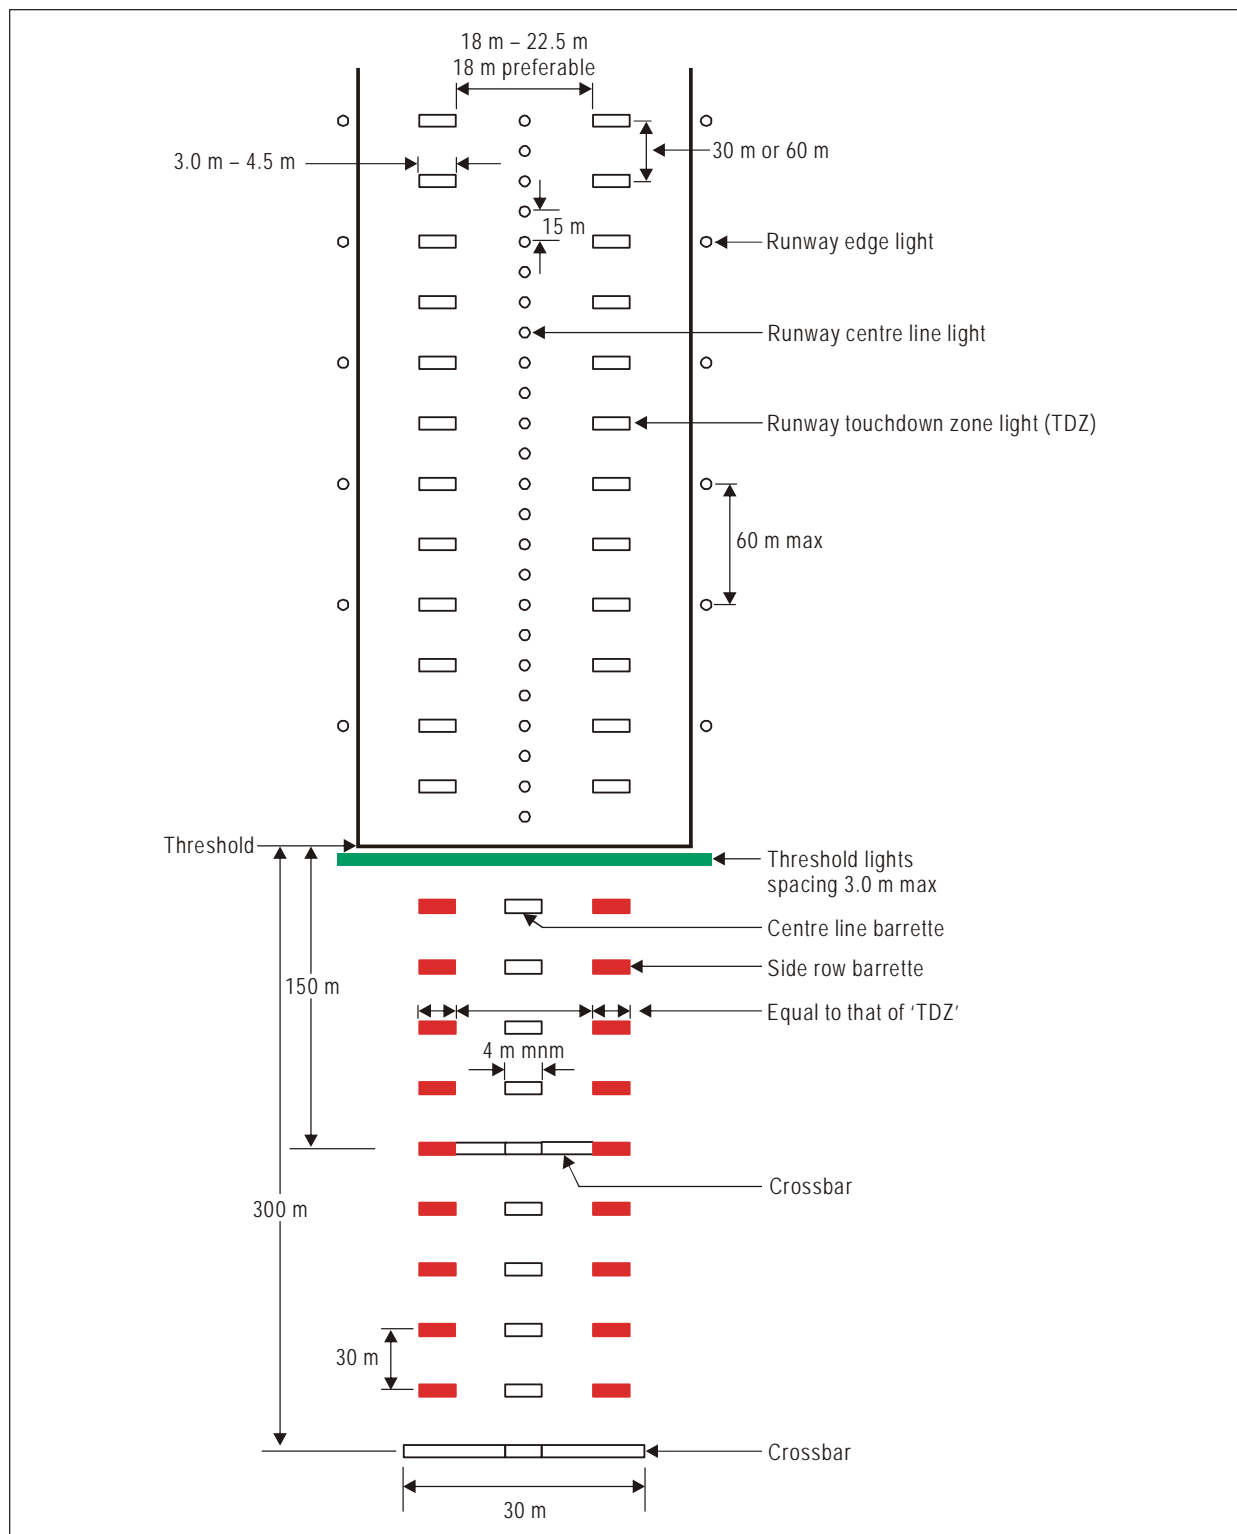 18 m – 22.5 m
18 m preferable
3.0 m – 4.5 m
30 m or 60 m
15 m
Runway edge light
Runway centre line light
Runway touchdown zone light (TDZ)
60 m max
Threshold
Threshold lights
spacing 3.0 m max
Centre line barrette
Side row barrette
150 m
Equal to that of ‘TDZ’
4 m mnm
Crossbar
300 m
30 m
Crossbar
30 m